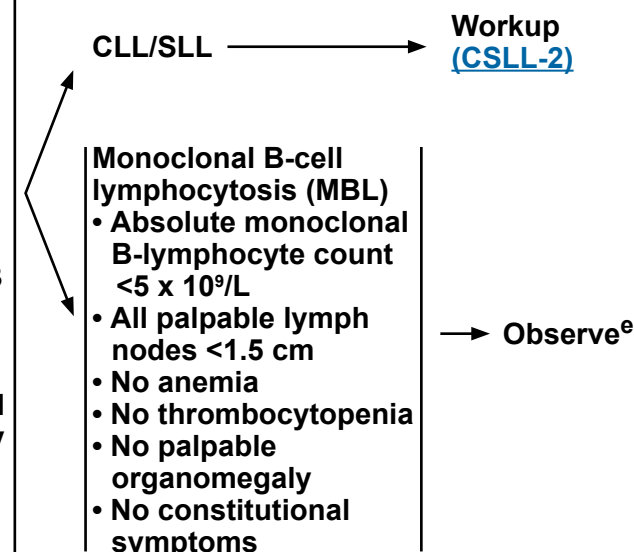 CLL/SLL
Workup
(CSLL-2)
Monoclonal B-cell
lymphocytosis (MBL)
• Absolute monoclonal
B-lymphocyte count
<5 x 10⁹/L
• All palpable lymph
nodes <1.5 cm
• No anemia
• No thrombocytopenia
• No palpable
organomegaly
• No constitutional
symptoms
Observeᵉ